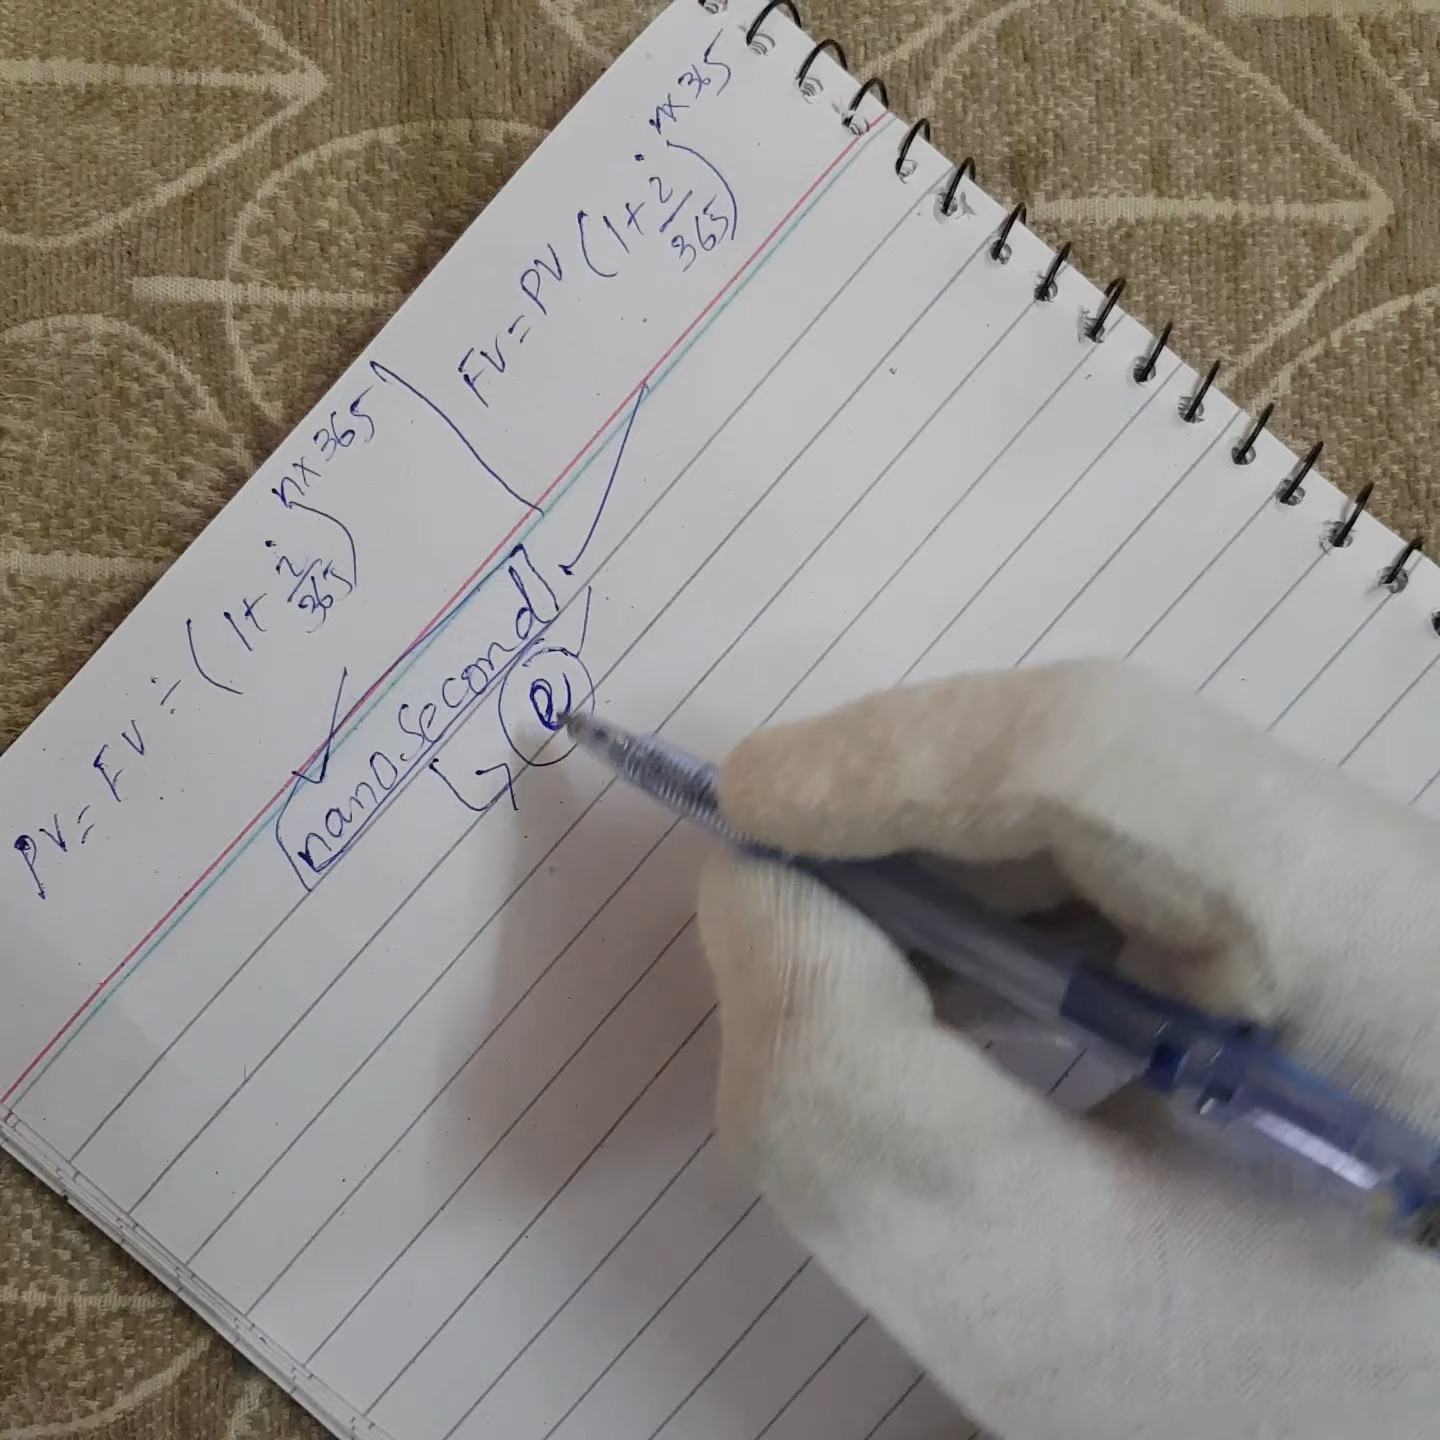 PV = FV ÷ (1 + i/365)^n×365
FV = PV (1 + i/365)^n×365
nanosecond
↳ e